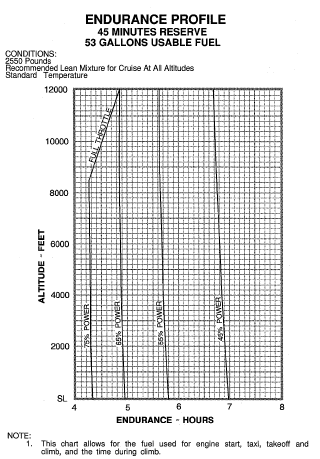 ENDURANCE PROFILE
45 MINUTES RESERVE
53 GALLONS USABLE FUEL
CONDITIONS:
2550 Pounds
Recommended Lean Mixture for Cruise At All Altitudes
Standard Temperature
12000
10000
8000
6000
4000
2000
SL
ALTITUDE - FEET
FULL THROTTLE
75% POWER
65% POWER
55% POWER
45% POWER
4
5
6
7
8
ENDURANCE - HOURS
NOTE:
1. This chart allows for the fuel used for engine start, taxi, takeoff and
climb, and the time during climb.